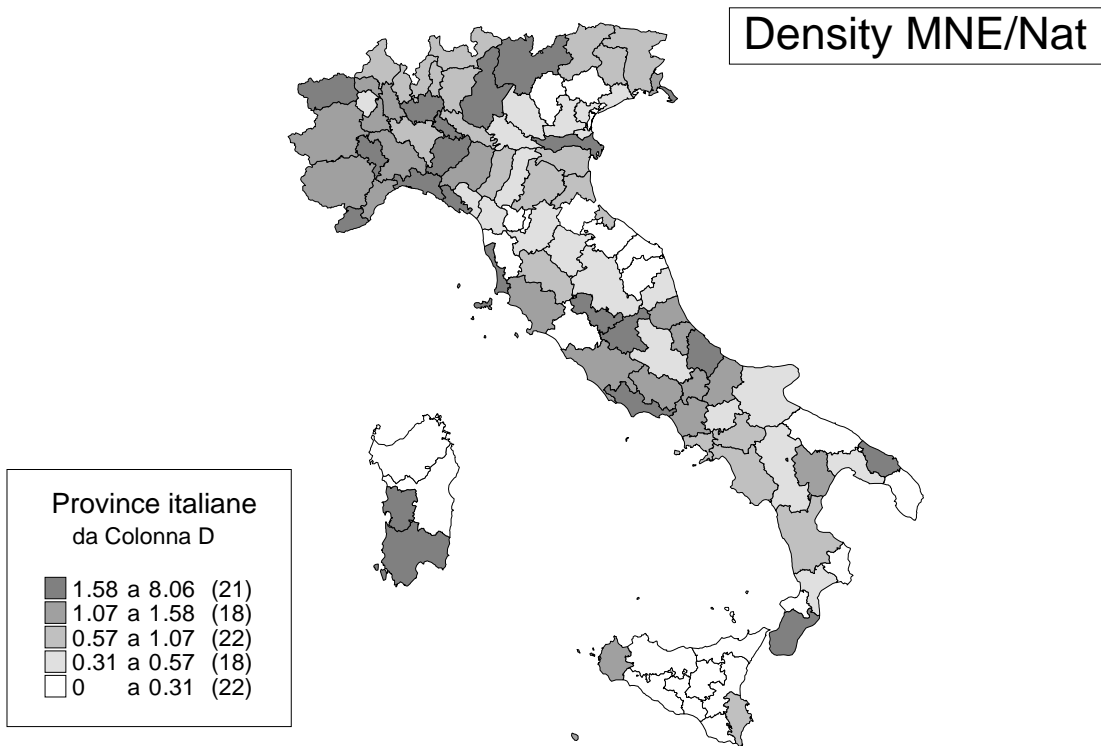 Density MNE/Nat
Province italiane
da Colonna D
1.58 a 8.06 (21)
1.07 a 1.58 (18)
0.57 a 1.07 (22)
0.31 a 0.57 (18)
0 a 0.31 (22)